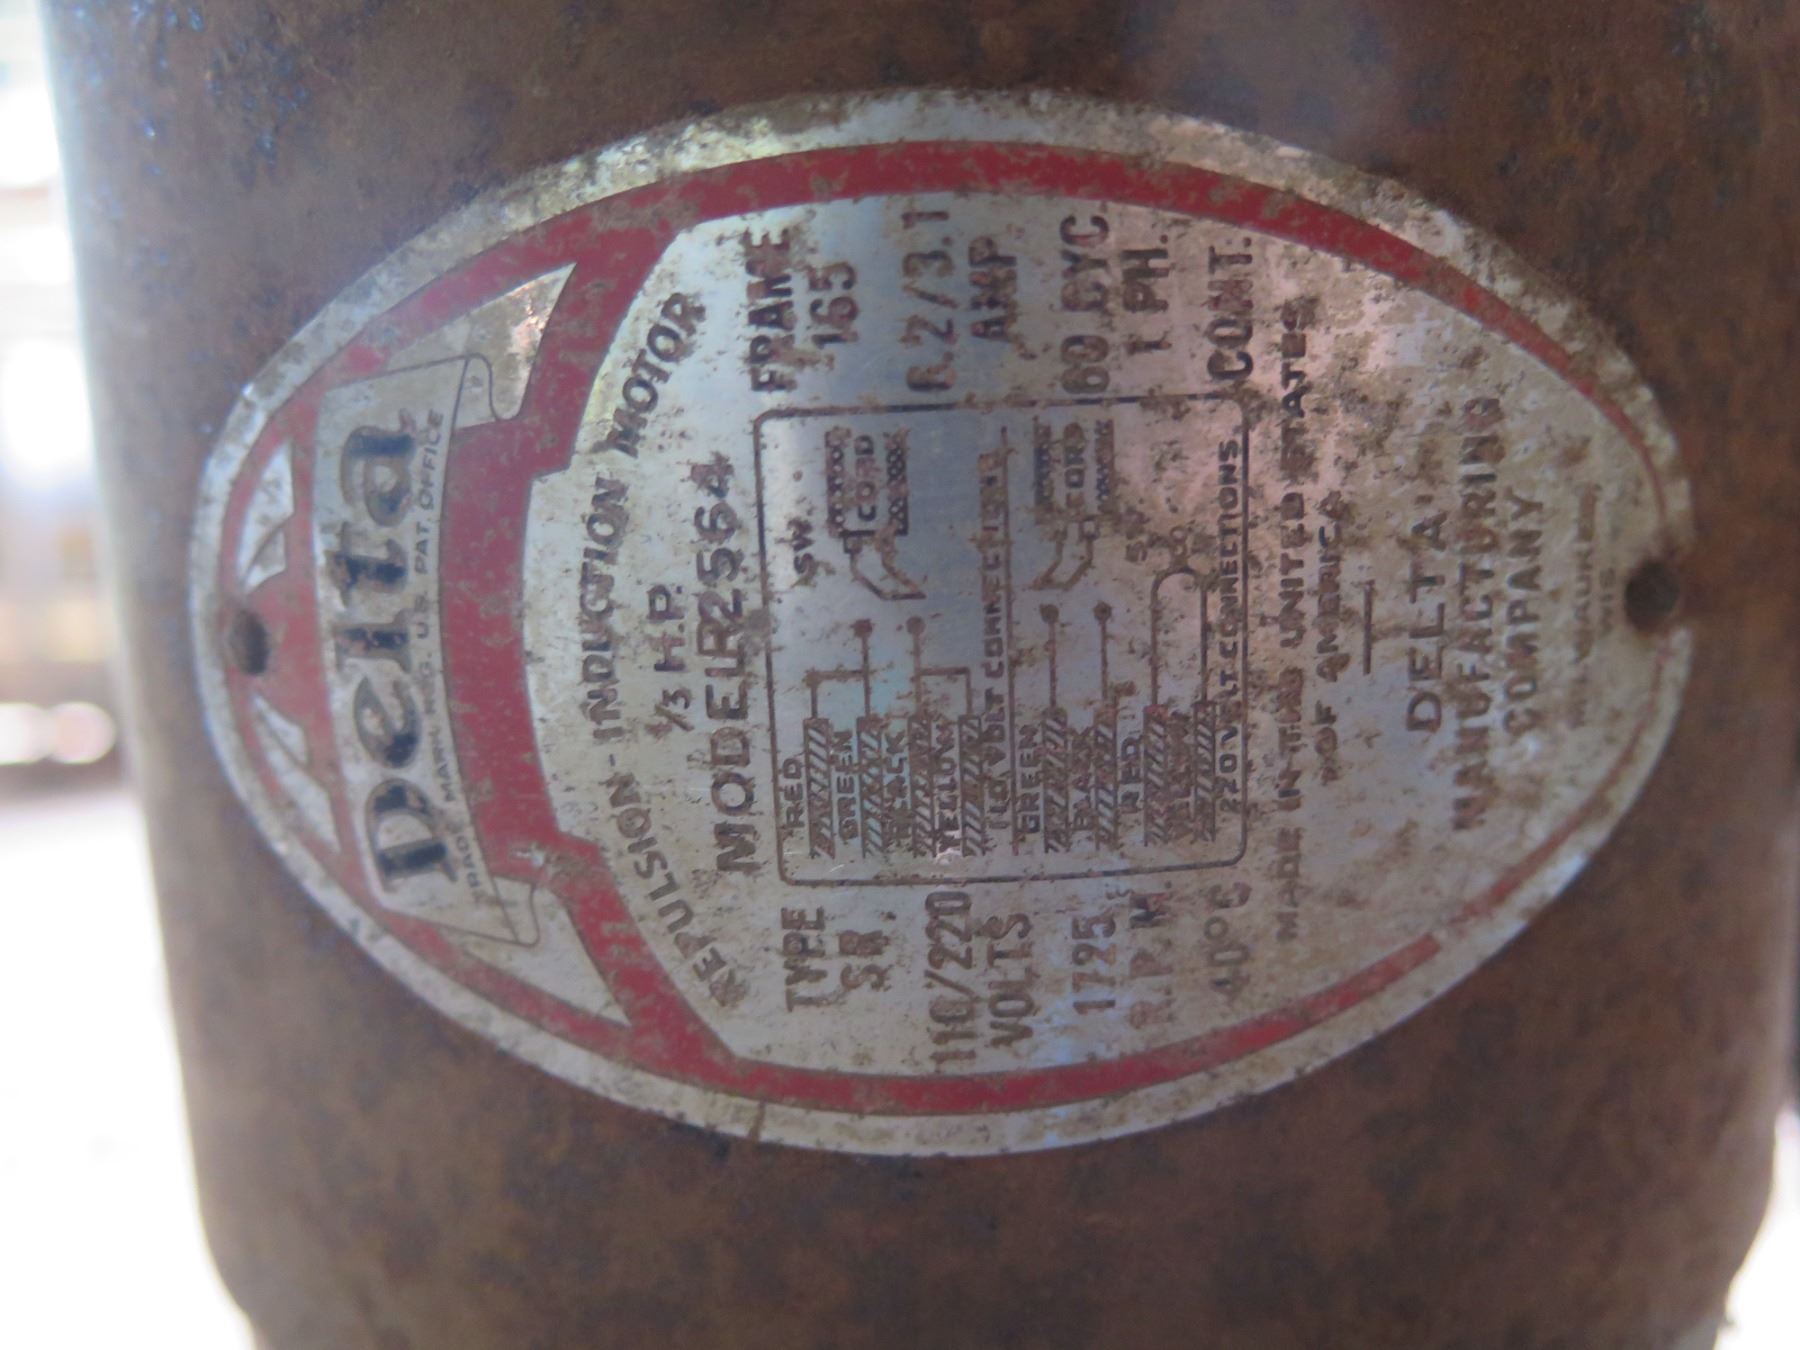 Delta
TRADE MARK REG. U.S. PAT. OFFICE
REPULSION-INDUCTION MOTOR
1/3 H.P.
TYPE
SR
MODEL R2564
FRAME
165
110/220
VOLTS
6.2/3.1
AMP
1725
R.P.M.
60 CYC.
1 PH.
40°C
CONT.
RED
GREEN
BLACK
YELLOW
SW.
CORD
110 VOLT CONNECTIONS
GREEN
BLACK
RED
YELLOW
CORD
SW.
220 VOLT CONNECTIONS
MADE IN THE UNITED STATES
OF AMERICA
DELTA
MANUFACTURING
COMPANY
MILWAUKEE
WIS.